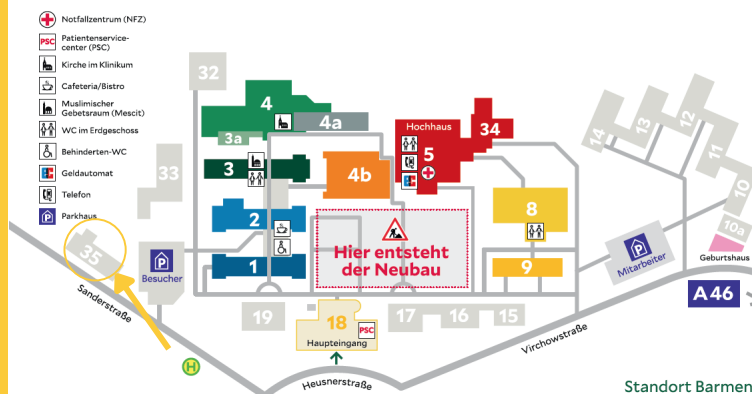 Notfallzentrum (NFZ)
PSC
Patientenservice-
center (PSC)
Kirche im Klinikum
Cafeteria/Bistro
Muslimischer
Gebetsraum (Mescit)
WC im Erdgeschoss
Behinderten-WC
Geldautomat
Telefon
P
Parkhaus
32
4
4a
3a
33
3
4b
Hochhaus
5
34
14
13
12
11
10
10a
2
8
1
9
Hier entsteht
der Neubau
35
P
Besucher
P
Mitarbeiter
Geburtshaus
A 46
19
18
PSC
Haupteingang
17
16
15
Sanderstraße
H
Heusnerstraße
Virchowstraße
Standort Barmen